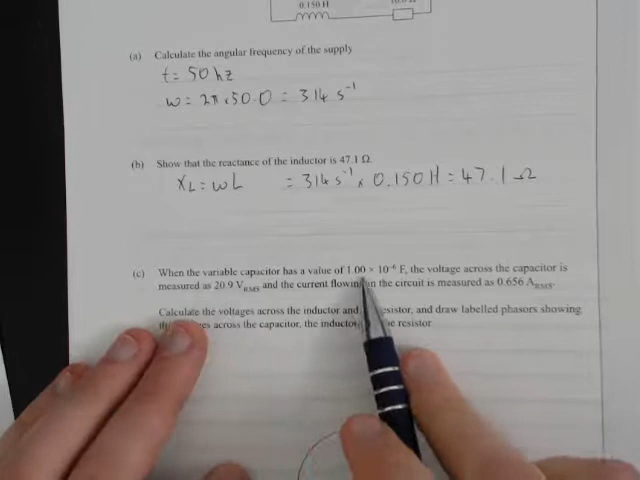 0.150 H
(a) Calculate the angular frequency of the supply
f = 50 hz
ω = 2π × 50.0 = 314 s⁻¹
(b) Show that the reactance of the inductor is 47.1 Ω.
XL = ωL = 314 s⁻¹ × 0.150 H = 47.1 Ω
(c) When the variable capacitor has a value of 1.00 × 10⁻⁶ F, the voltage across the capacitor is
measured as 20.9 VRMS and the current flowing in the circuit is measured as 0.656 ARMS.
Calculate the voltages across the inductor and resistor, and draw labelled phasors showing
across the capacitor, the inductor resistor